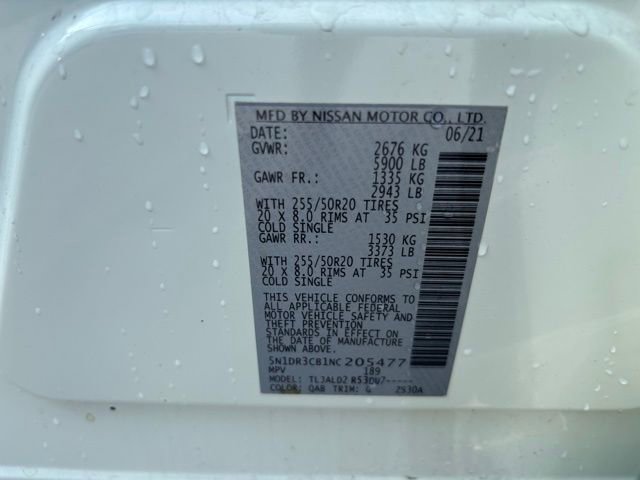 MFD BY NISSAN MOTOR CO., LTD.
DATE: 06/21
GVWR: 2676 KG
5900 LB
GAWR FR.: 1335 KG
2943 LB
WITH 255/50R20 TIRES
20 X 8.0 RIMS AT 35 PSI
COLD SINGLE
GAWR RR.: 1530 KG
3373 LB
WITH 255/50R20 TIRES
20 X 8.0 RIMS AT 35 PSI
COLD SINGLE
THIS VEHICLE CONFORMS TO
ALL APPLICABLE FEDERAL
MOTOR VEHICLE SAFETY AND
THEFT PREVENTION
STANDARDS IN EFFECT ON
THE DATE OF MANUFACTURE
SHOWN ABOVE.
5N1DR3CB1NC205477
MPV 189
MODEL: TLJALDZ R53DU7-----
COLOR: QAB TRIM: G 2S30A